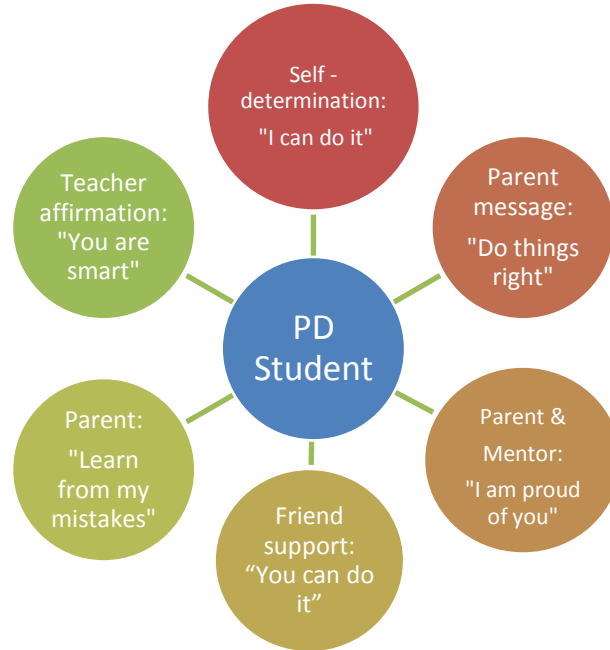 Self -
determination:
"I can do it"
Parent
message:
"Do things
right"
Parent &
Mentor:
"I am proud
of you"
Friend
support:
“You can do
it”
Parent:
"Learn
from my
mistakes"
Teacher
affirmation:
"You are
smart"
PD
Student